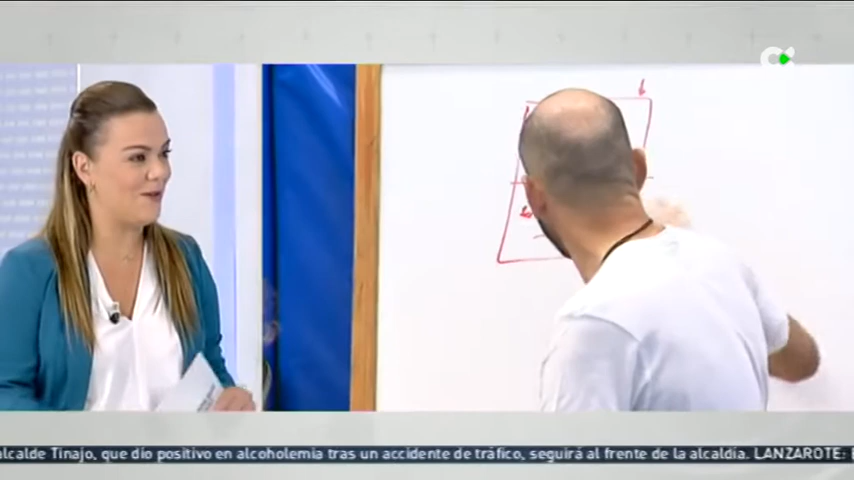 alcalde Tinajo, que dio positivo en alcoholemia tras un accidente de tráfico, seguirá al frente de la alcaldía. LANZAROTE: